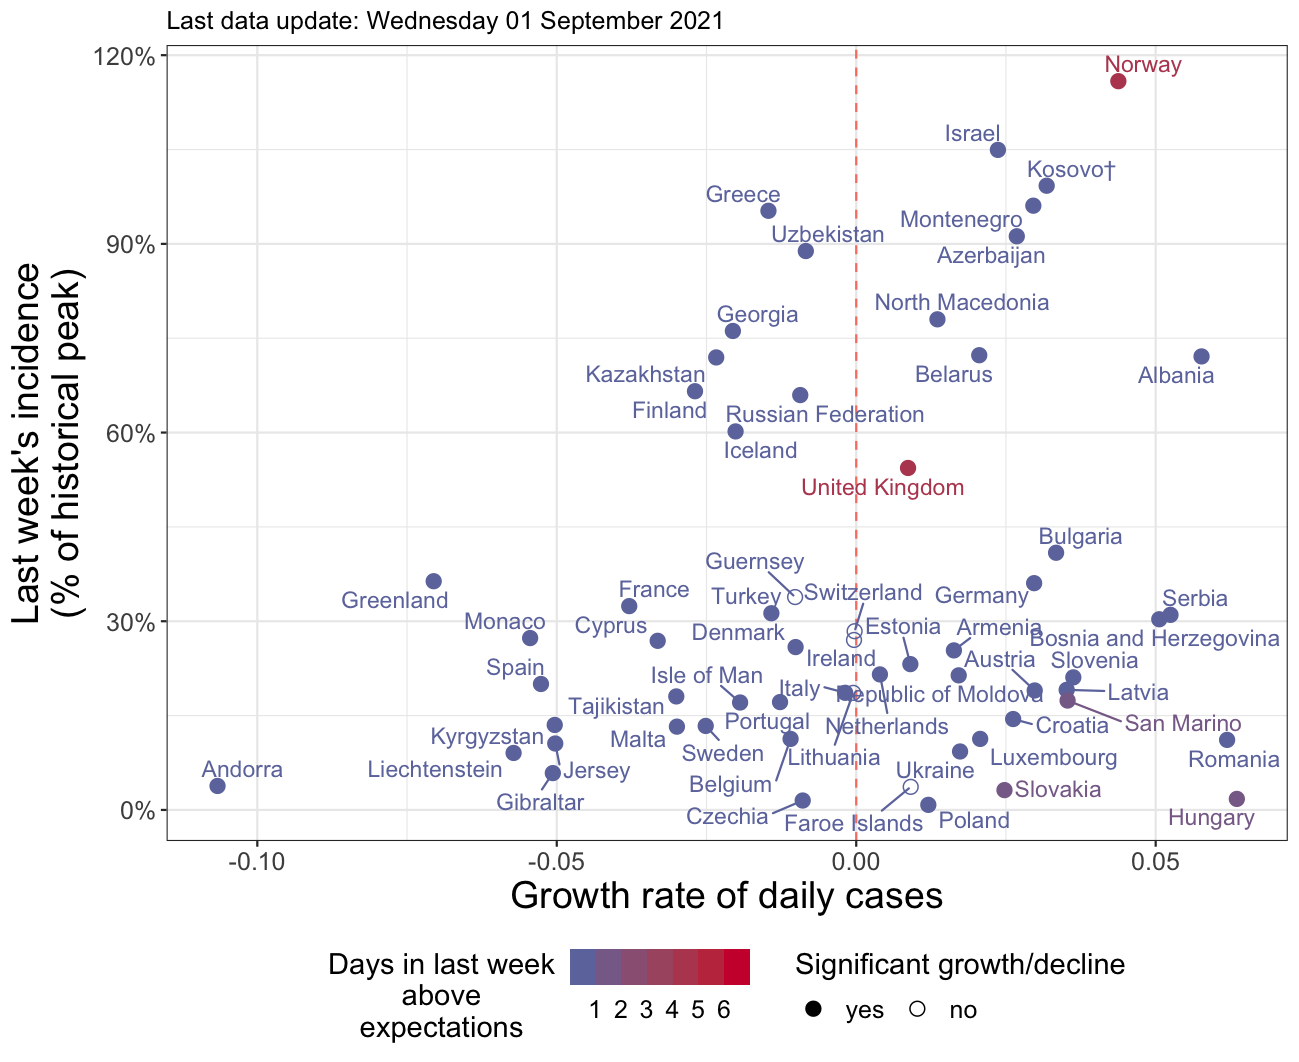 Last data update: Wednesday 01 September 2021
Last week's incidence
(% of historical peak)
120%
90%
60%
30%
0%
Norway
Israel
Kosovo†
Greece
Montenegro
Uzbekistan
Azerbaijan
North Macedonia
Georgia
Kazakhstan
Belarus
Albania
Finland
Russian Federation
Iceland
United Kingdom
Bulgaria
Guernsey
Greenland
France
Turkey
Switzerland
Germany
Serbia
Monaco
Cyprus
Denmark
Estonia
Armenia
Bosnia and Herzegovina
Spain
Isle of Man
Ireland
Austria
Slovenia
Italy
Republic of Moldova
Latvia
Tajikistan
Portugal
Netherlands
Croatia
San Marino
Kyrgyzstan
Malta
Sweden
Lithuania
Luxembourg
Romania
Andorra
Liechtenstein
Jersey
Belgium
Ukraine
Slovakia
Gibraltar
Czechia
Faroe Islands
Poland
Hungary
-0.10
-0.05
0.00
0.05
Growth rate of daily cases
Days in last week
above
expectations
1 2 3 4 5 6
Significant growth/decline
yes
no